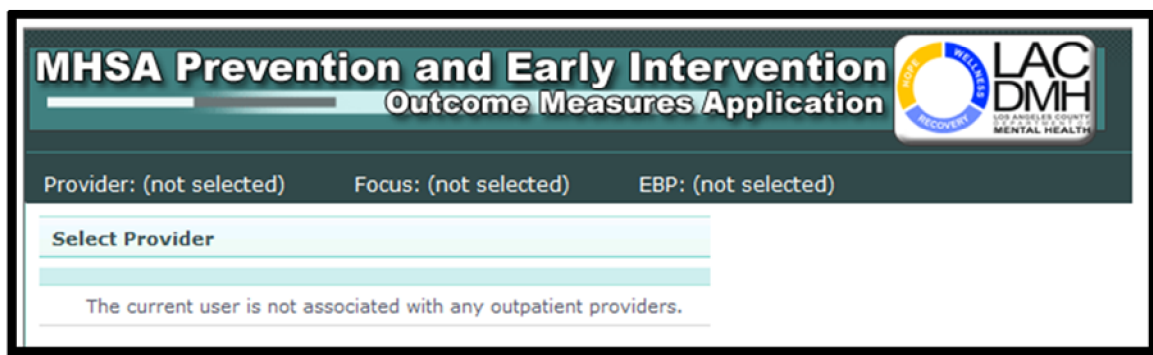 MHSA Prevention and Early Intervention
Outcome Measures Application
HOPE
WELLNESS
RECOVERY
LAC
DMH
LOS ANGELES COUNTY
DEPARTMENT OF
MENTAL HEALTH
Provider: (not selected) Focus: (not selected) EBP: (not selected)
Select Provider
The current user is not associated with any outpatient providers.